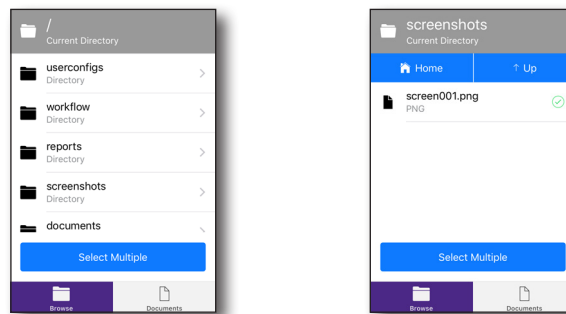 /
Current Directory
userconfigs
Directory
workflow
Directory
reports
Directory
screenshots
Directory
documents
Select Multiple
Browse
Documents
screenshots
Current Directory
Home
↑ Up
screen001.png
PNG
Select Multiple
Browse
Documents